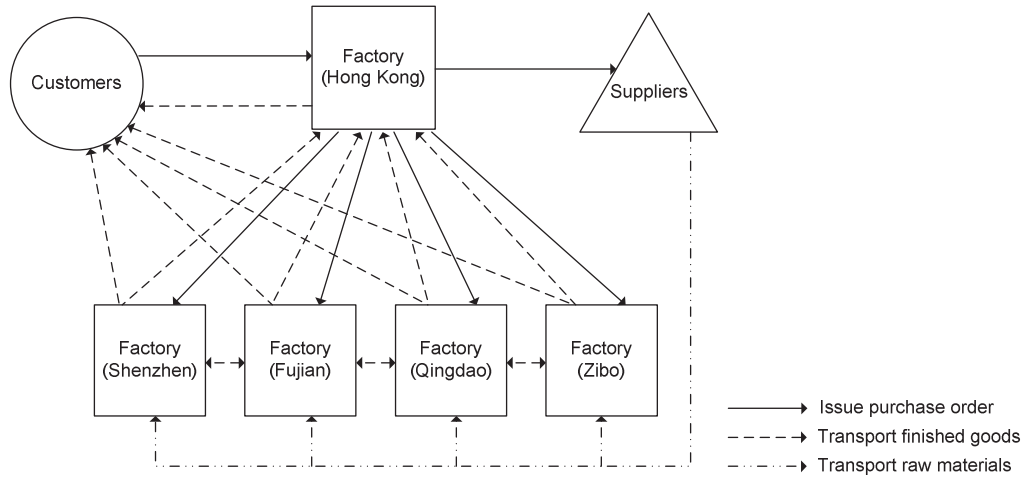 Customers
Factory
(Hong Kong)
Suppliers
Factory
(Shenzhen)
Factory
(Fujian)
Factory
(Qingdao)
Factory
(Zibo)
Issue purchase order
Transport finished goods
Transport raw materials